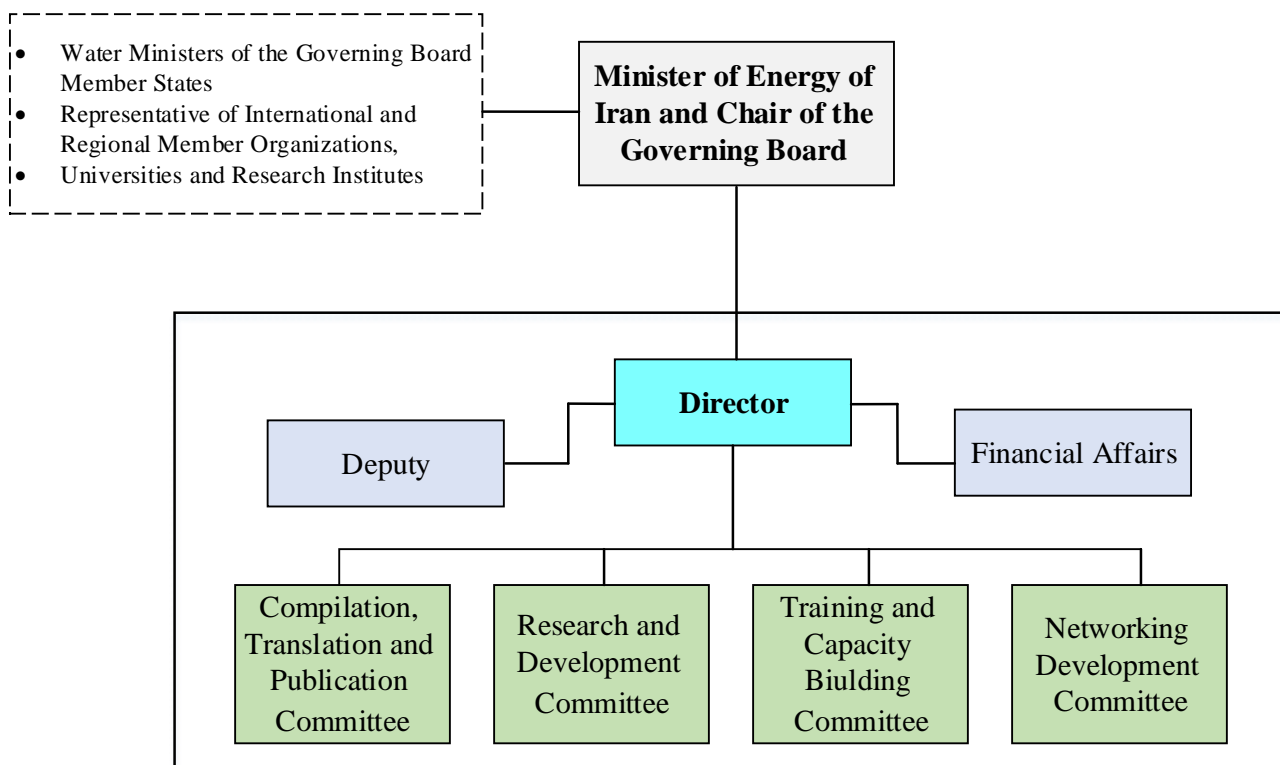 • Water Ministers of the Governing Board
Member States
• Representative of International and
Regional Member Organizations,
• Universities and Research Institutes
Minister of Energy of
Iran and Chair of the
Governing Board
Director
Deputy
Financial Affairs
Compilation,
Translation and
Publication
Committee
Research and
Development
Committee
Training and
Capacity
Biulding
Committee
Networking
Development
Committee